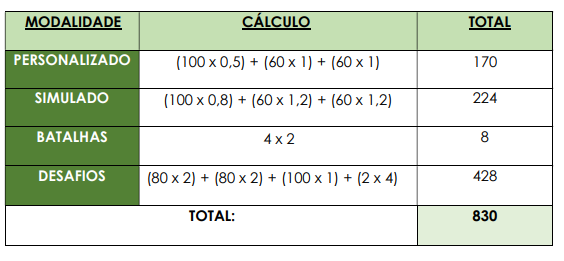 MODALIDADE CÁLCULO TOTAL
PERSONALIZADO (100 x 0,5) + (60 x 1) + (60 x 1) 170
SIMULADO (100 x 0,8) + (60 x 1,2) + (60 x 1,2) 224
BATALHAS 4 x 2 8
DESAFIOS (80 x 2) + (80 x 2) + (100 x 1) + (2 x 4) 428
TOTAL: 830